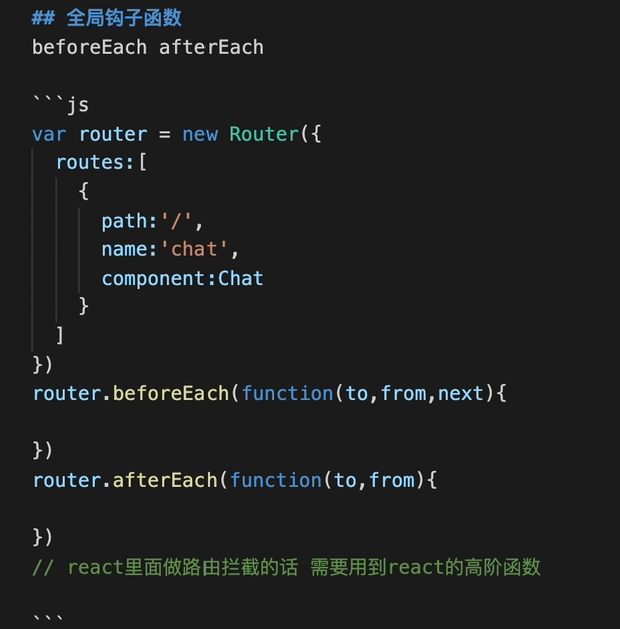 ## 全局钩子函数
beforeEach afterEach
```js
var router = new Router({
routes:[
{
path:'/',
name:'chat',
component:Chat
}
]
})
router.beforeEach(function(to,from,next){
})
router.afterEach(function(to,from){
})
// react里面做路由拦截的话 需要用到react的高阶函数
```